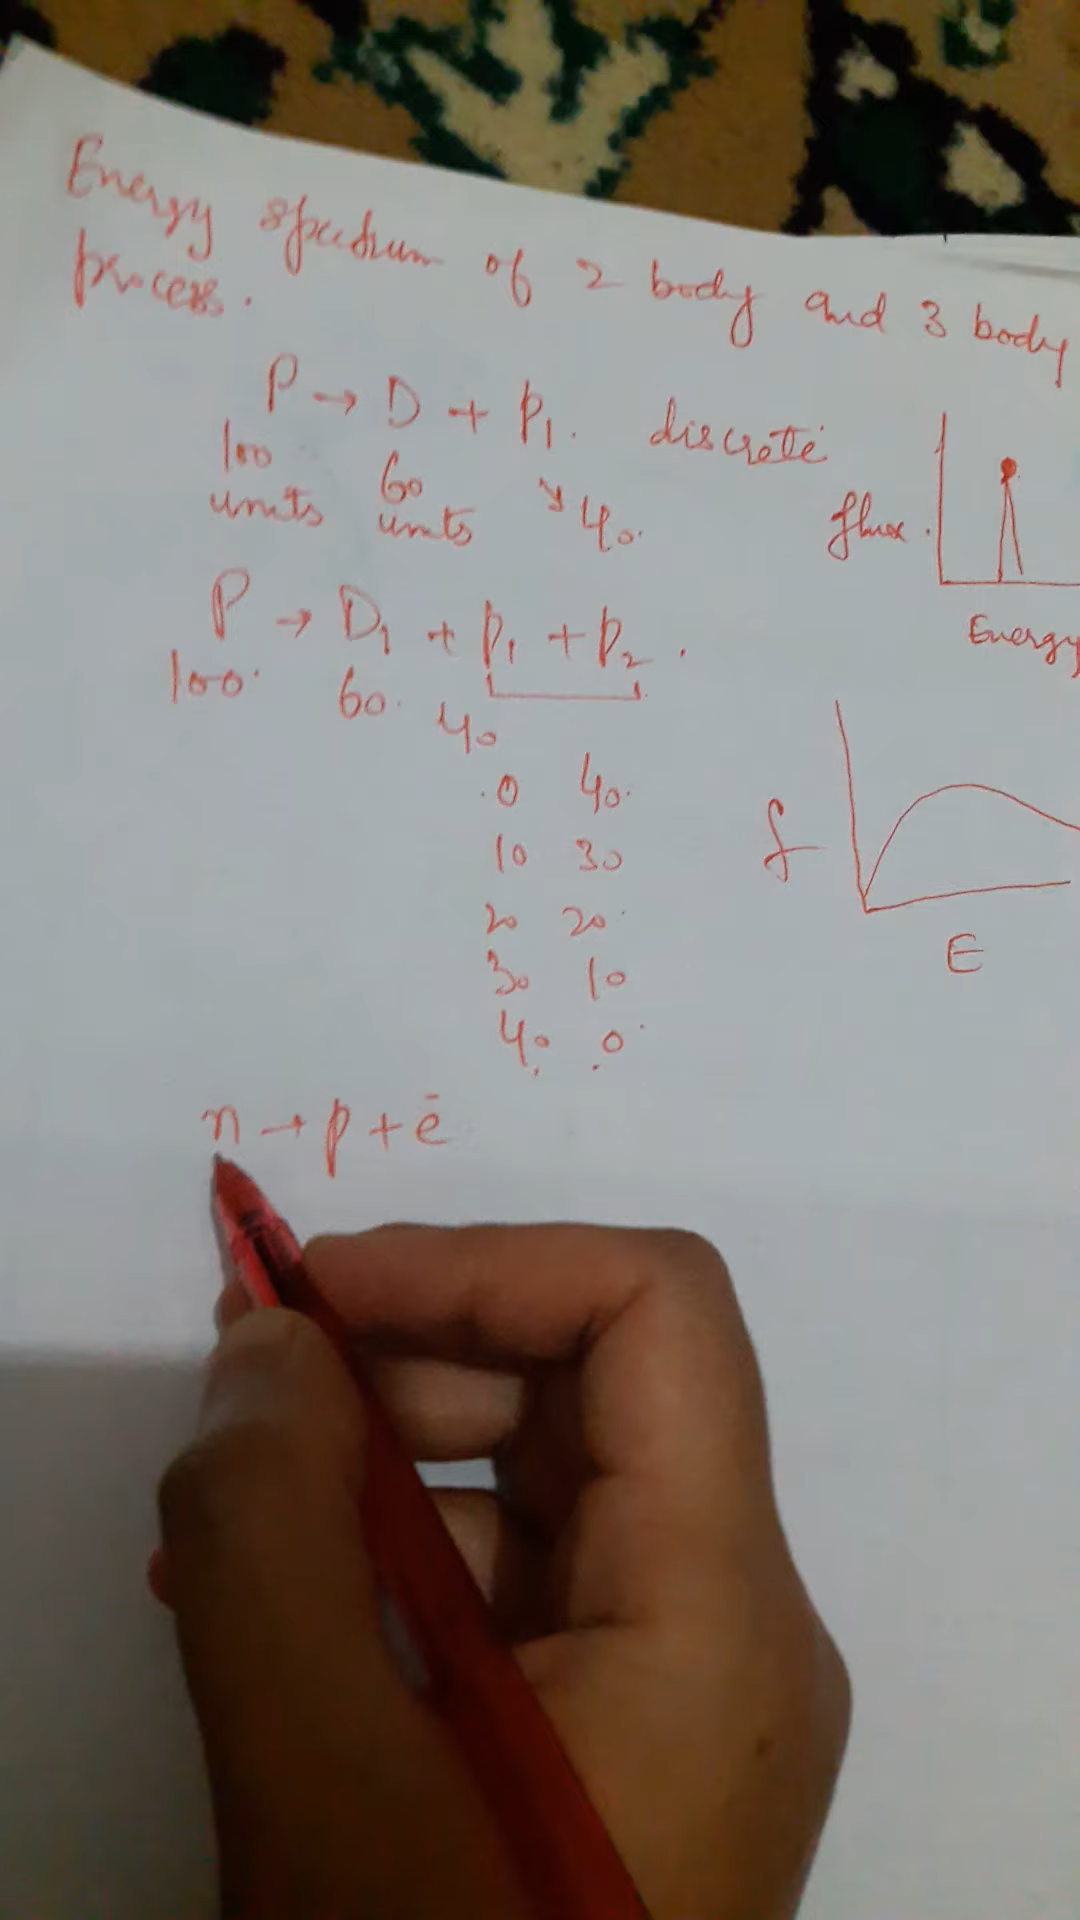 Energy spectrum of 2 body and 3 body
process.
P → D + P₁. discrete
100 units 60 units ↘ 40.
flux.
Energy
P → D₁ + P₁ + P₂.
100. 60. 40
0 40.
10 30
20 20
30 10
40 0
f
E
n → p + ē